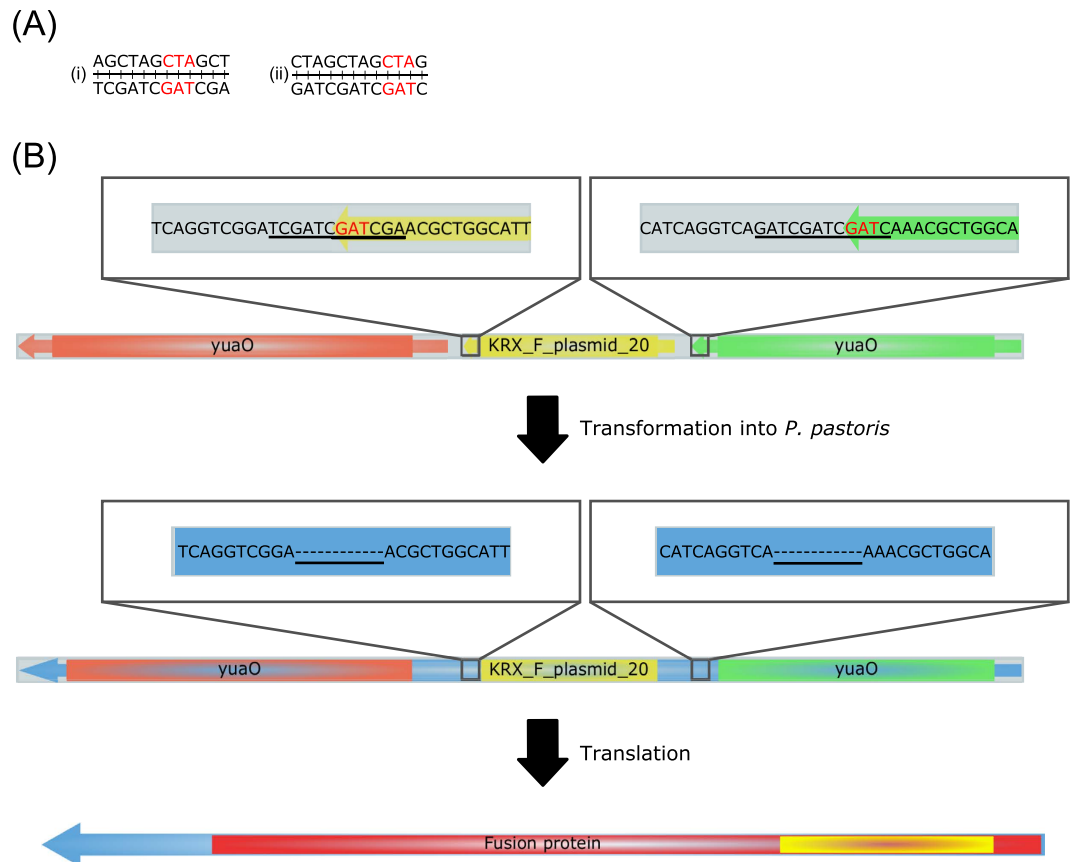 (A)
(i) AGCTAGCTAGCT
TCGATCGATCGA
(ii) CTAGCTAGCTAG
GATCGATCGATC
(B)
TCAGGTCGGATCGATCGATCGAACGCTGGCATT
CATCAGGTCAGATCGATCGATCAAACGCTGGCA
yuaO KRX_F_plasmid_20 yuaO
Transformation into P. pastoris
TCAGGTCGGA------------ACGCTGGCATT
CATCAGGTCA------------AAACGCTGGCA
yuaO KRX_F_plasmid_20 yuaO
Translation
Fusion protein